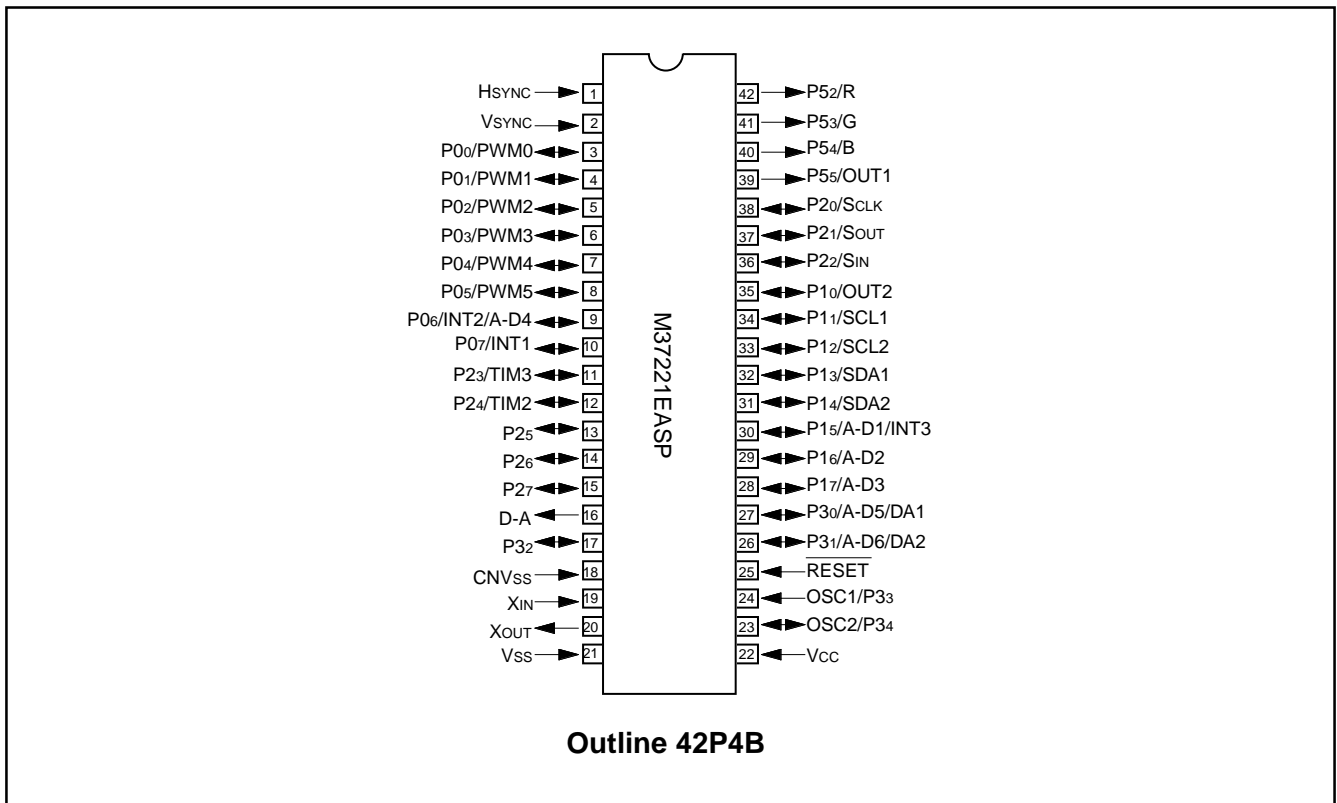 HSYNC 1
VSYNC 2
P00/PWM0 3
P01/PWM1 4
P02/PWM2 5
P03/PWM3 6
P04/PWM4 7
P05/PWM5 8
P06/INT2/A-D4 9
P07/INT1 10
P23/TIM3 11
P24/TIM2 12
P25 13
P26 14
P27 15
D-A 16
P32 17
CNVSS 18
XIN 19
XOUT 20
VSS 21
M37221EASP
42 P52/R
41 P53/G
40 P54/B
39 P55/OUT1
38 P20/SCLK
37 P21/SOUT
36 P22/SIN
35 P10/OUT2
34 P11/SCL1
33 P12/SCL2
32 P13/SDA1
31 P14/SDA2
30 P15/A-D1/INT3
29 P16/A-D2
28 P17/A-D3
27 P30/A-D5/DA1
26 P31/A-D6/DA2
25 RESET
24 OSC1/P33
23 OSC2/P34
22 VCC
Outline 42P4B